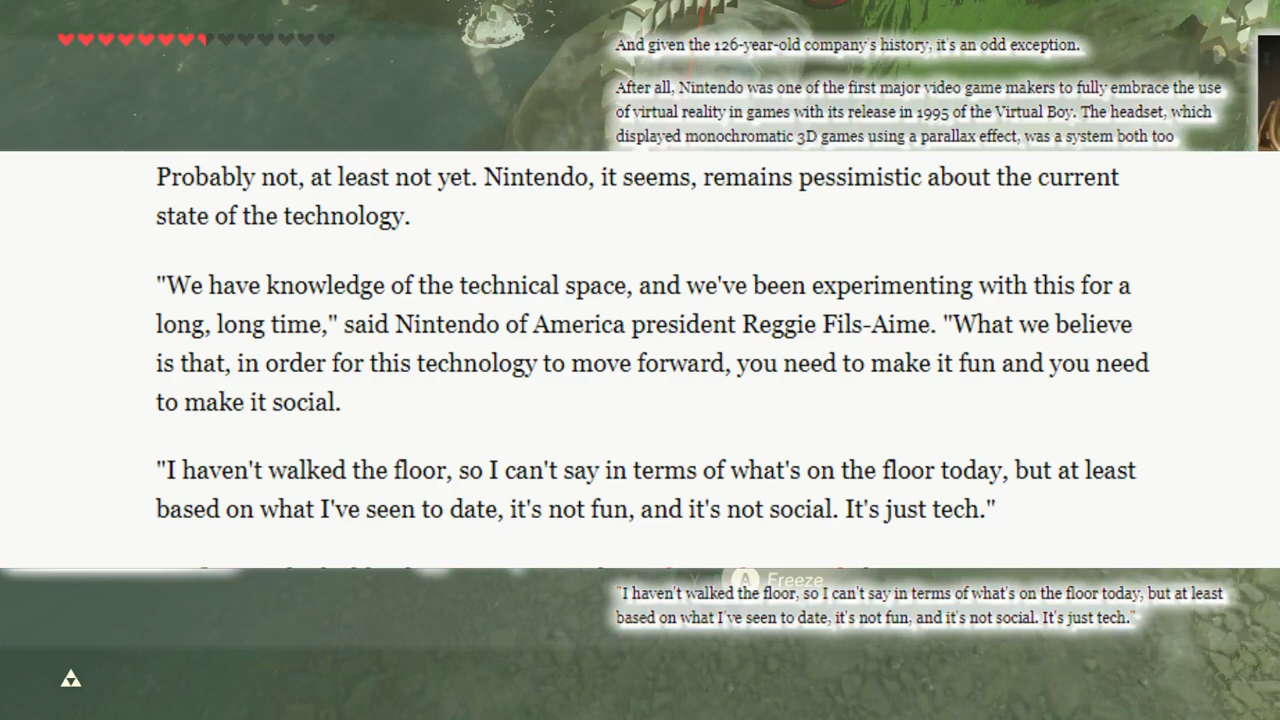 And given the 126-year-old company's history, it's an odd exception.
After all, Nintendo was one of the first major video game makers to fully embrace the use
of virtual reality in games with its release in 1995 of the Virtual Boy. The headset, which
displayed monochromatic 3D games using a parallax effect, was a system both too
Probably not, at least not yet. Nintendo, it seems, remains pessimistic about the current
state of the technology.
"We have knowledge of the technical space, and we've been experimenting with this for a
long, long time," said Nintendo of America president Reggie Fils-Aime. "What we believe
is that, in order for this technology to move forward, you need to make it fun and you need
to make it social.
"I haven't walked the floor, so I can't say in terms of what's on the floor today, but at least
based on what I've seen to date, it's not fun, and it's not social. It's just tech."
A Freeze
"I haven't walked the floor, so I can't say in terms of what's on the floor today, but at least
based on what I've seen to date, it's not fun, and it's not social. It's just tech."